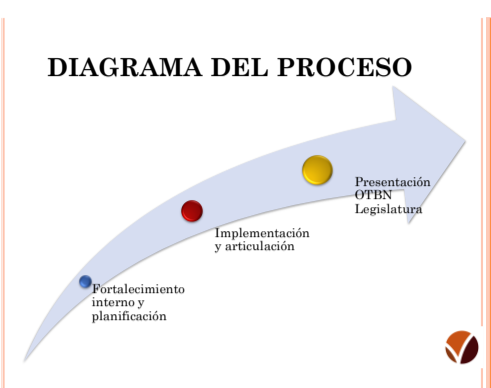 DIAGRAMA DEL PROCESO
Presentación
OTBN
Legislatura
Implementación
y articulación
Fortalecimiento
interno y
planificación